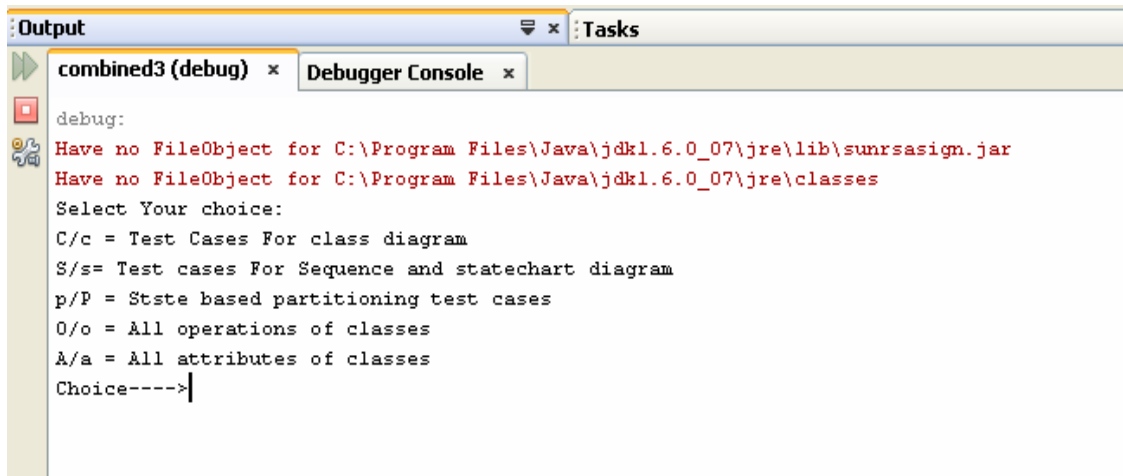 Output Tasks
combined3 (debug) Debugger Console
debug:
Have no FileObject for C:\Program Files\Java\jdk1.6.0_07\jre\lib\sunrsasign.jar
Have no FileObject for C:\Program Files\Java\jdk1.6.0_07\jre\classes
Select Your choice:
C/c = Test Cases For class diagram
S/s= Test cases For Sequence and statechart diagram
p/P = Stste based partitioning test cases
O/o = All operations of classes
A/a = All attributes of classes
Choice---->